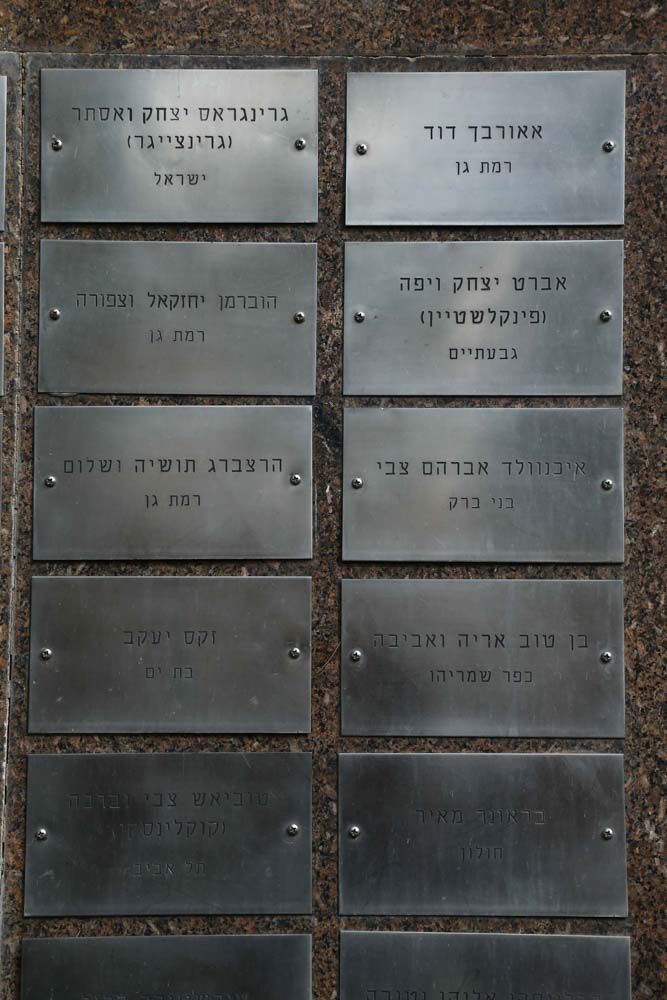 אאורבך דוד
רמת גן
אברט יצחק ויפה
(פינקלשטיין)
גבעתיים
איכנוולד אברהם צבי
בני ברק
בן טוב אריה ואביבה
כפר שמריהו
בראונר מאיר
חולון
גרינגראס יצחק ואסתר
(גרינצייגר)
ישראל
הוברמן יחזקאל וצפורה
רמת גן
הרצברג תושיה ושלום
רמת גן
זקס יעקב
בת ים
טוביאש צבי וברכה
(קוקלינסקי)
תל אביב